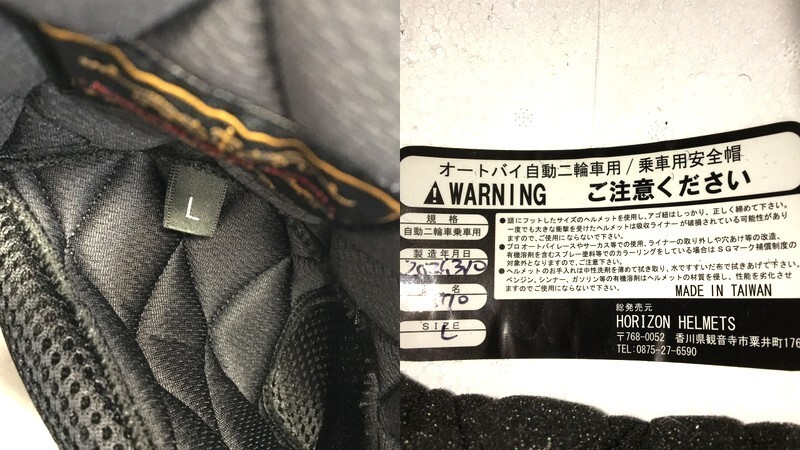 L
オートバイ自動二輪車用/乗車用安全帽
WARNING ご注意ください
規格
自動二輪車乗車用
製造年月日
名
SIZE
L
●頭にフィットしたサイズのヘルメットを使用し、アゴ紐はしっかり、正しく締めて下さい。
一度でも大きな衝撃を受けたヘルメットは吸収ライナーが破損されている可能性があり
ますので、ご使用にならないで下さい。
●プロオートバイレースやサーカス等での使用、ライナーの取り外しや穴あけ等の改造、
有機溶剤を含むスプレー塗料等でのカラーリングをしている場合はSGマーク補償制度の
対象外となりますので、ご注意下さい。
●ヘルメットのお手入れは中性洗剤を薄めて拭き取り、水ですすいだ布で拭きあげて下さい。
ベンジン、シンナー、ガソリン等の有機溶剤はヘルメットの材質を侵し、性能を劣化させ
ますのでご使用にならないで下さい。
MADE IN TAIWAN
総発売元
HORIZON HELMETS
〒768-0052 香川県観音寺市粟井町176
TEL:0875-27-6590